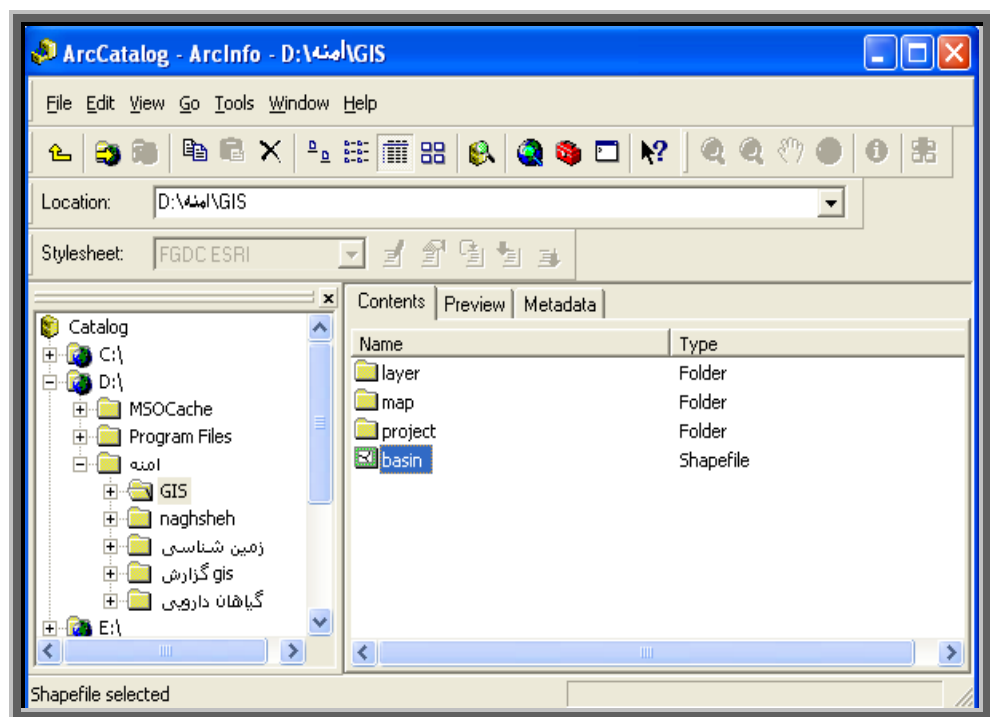 ArcCatalog - ArcInfo - D:\امنه\GIS
File Edit View Go Tools Window Help
Location: D:\امنه\GIS
Stylesheet: FGDC ESRI
Catalog
C:\
D:\
MSOCache
Program Files
امنه
GIS
naghsheh
زمین شناسی
گزارش gis
گیاهان دارویی
E:\
Contents Preview Metadata
Name Type
layer Folder
map Folder
project Folder
basin Shapefile
Shapefile selected